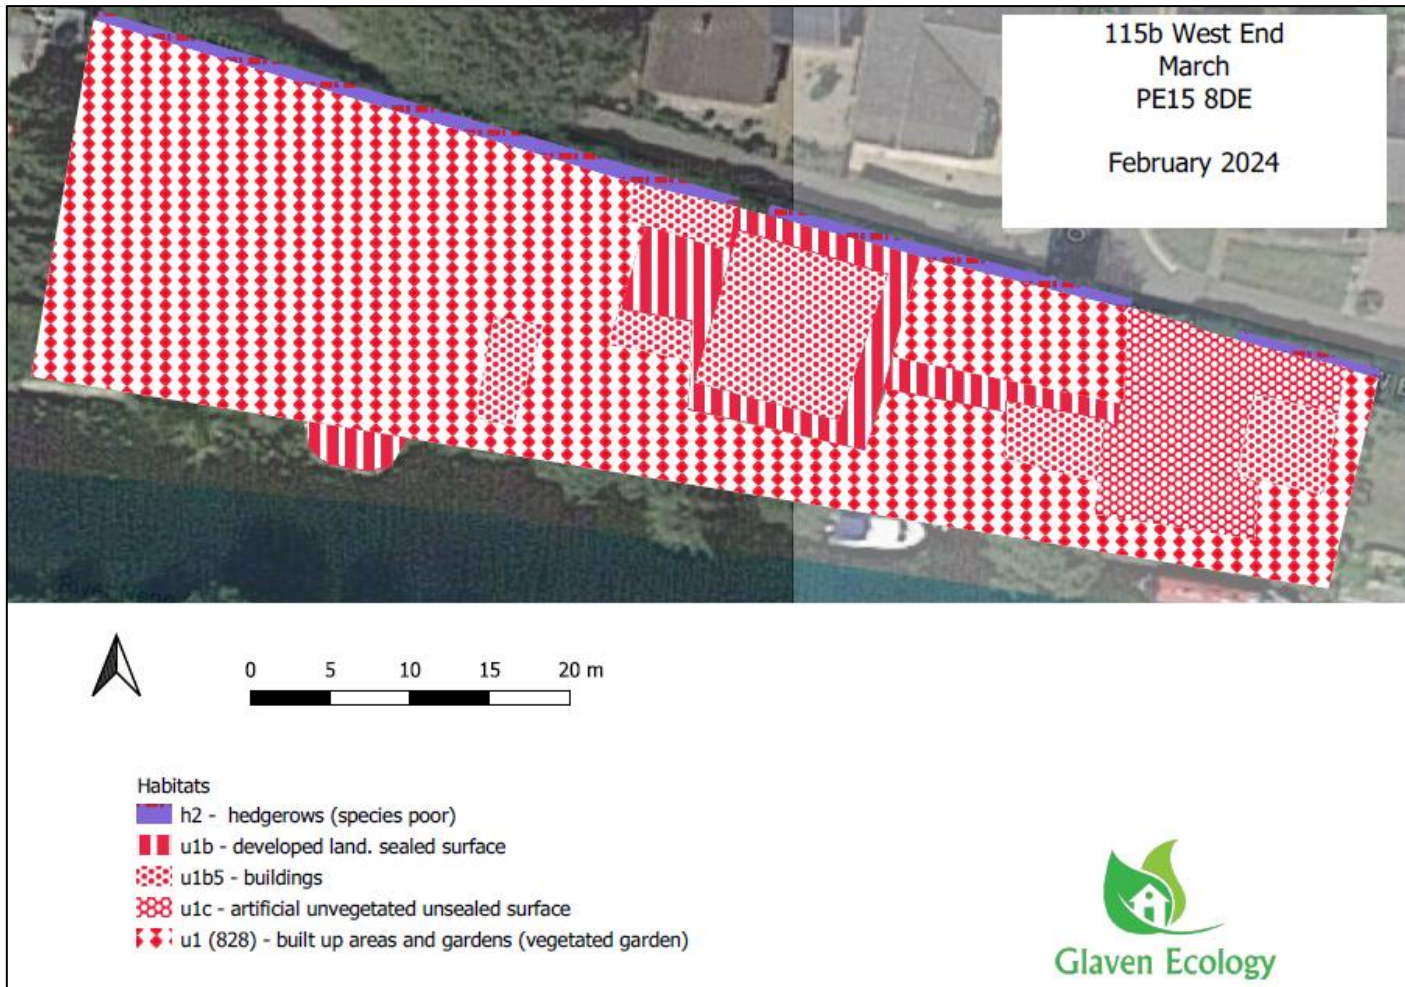 115b West End
March
PE15 8DE
February 2024
River Nene
0 5 10 15 20 m
Habitats
h2 - hedgerows (species poor)
u1b - developed land. sealed surface
u1b5 - buildings
u1c - artificial unvegetated unsealed surface
u1 (828) - built up areas and gardens (vegetated garden)
Glaven Ecology